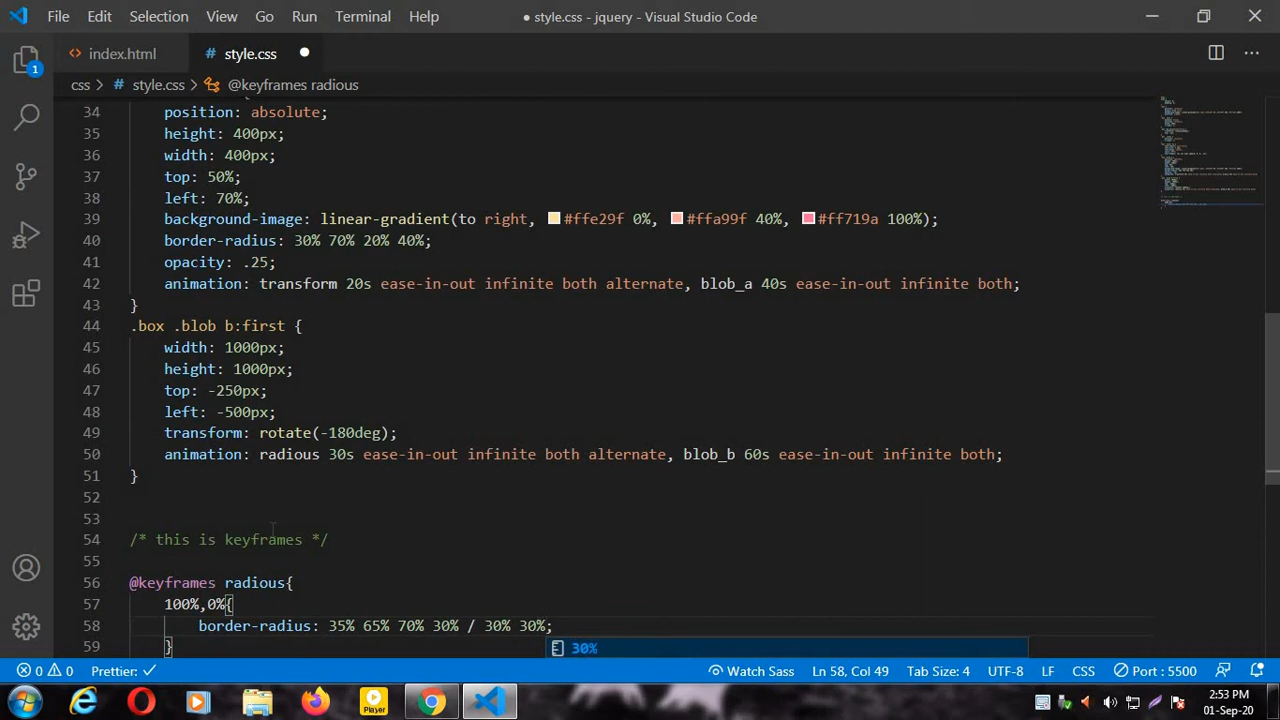 File Edit Selection View Go Run Terminal Help
● style.css - jquery - Visual Studio Code
<> index.html
# style.css ●
css > # style.css > @keyframes radious
34 position: absolute;
35 height: 400px;
36 width: 400px;
37 top: 50%;
38 left: 70%;
39 background-image: linear-gradient(to right, #ffe29f 0%, #ffa99f 40%, #ff719a 100%);
40 border-radius: 30% 70% 20% 40%;
41 opacity: .25;
42 animation: transform 20s ease-in-out infinite both alternate, blob_a 40s ease-in-out infinite both;
43 }
44 .box .blob b:first {
45 width: 1000px;
46 height: 1000px;
47 top: -250px;
48 left: -500px;
49 transform: rotate(-180deg);
50 animation: radious 30s ease-in-out infinite both alternate, blob_b 60s ease-in-out infinite both;
51 }
52
53
54 /* this is keyframes */
55
56 @keyframes radious{
57 100%,0%{
58 border-radius: 35% 65% 70% 30% / 30% 30%;
59 }
30%
1
0 0 Prettier: ✓ Watch Sass Ln 58, Col 49 Tab Size: 4 UTF-8 LF CSS Port : 5500
Player
2:53 PM
01-Sep-20